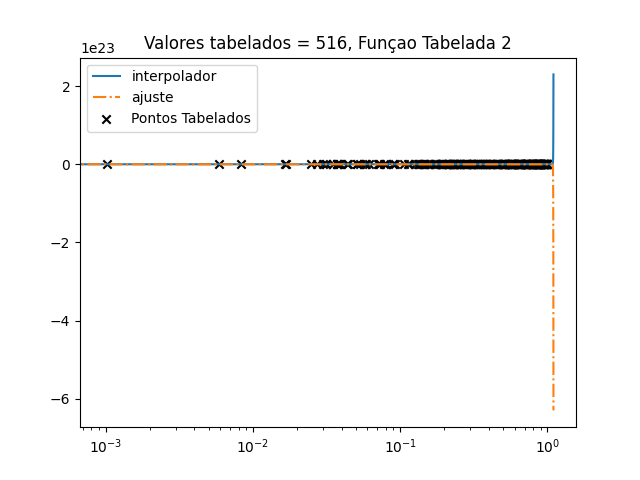 Valores tabelados = 516, Funçao Tabelada 2
1e23
interpolador
ajuste
Pontos Tabelados
2
0
−2
−4
−6
10⁻³ 10⁻² 10⁻¹ 10⁰